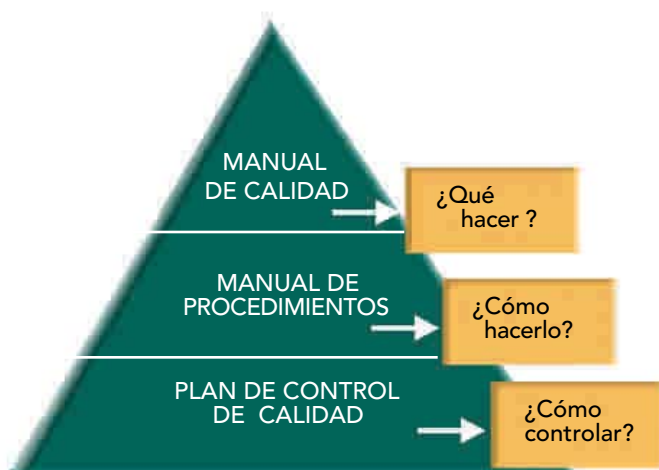 MANUAL
DE CALIDAD
¿Qué
hacer ?
MANUAL DE
PROCEDIMIENTOS
¿Cómo
hacerlo?
PLAN DE CONTROL
DE CALIDAD
¿Cómo
controlar?